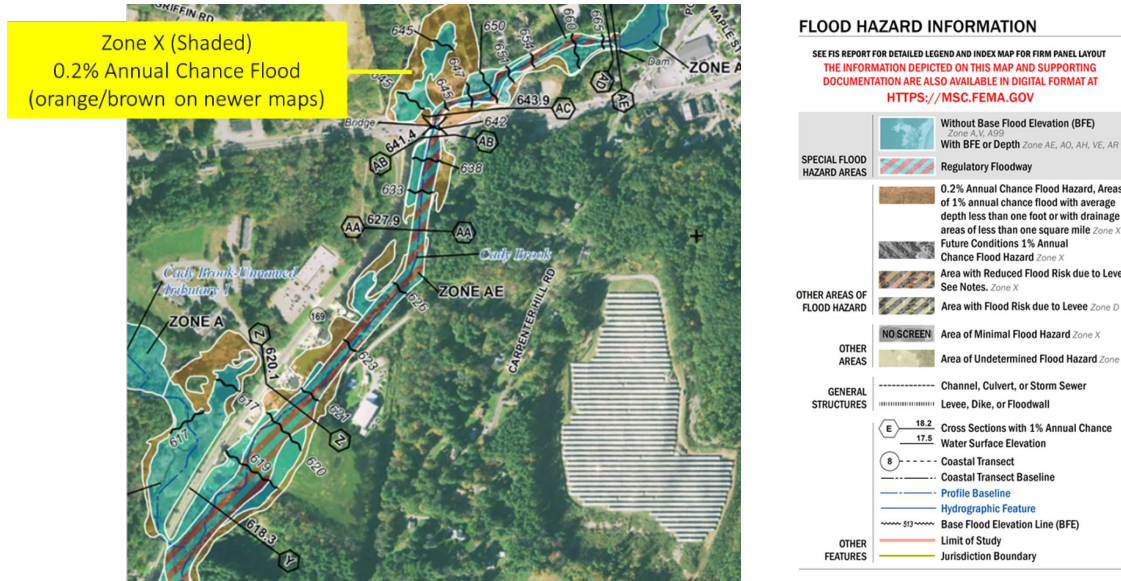 Zone X (Shaded)
0.2% Annual Chance Flood
(orange/brown on newer maps)
GRIFFIN RD
MAPLE ST
645
650
660
665
654
651
647
645
645
Dam
ZONE A
AD
AE
643.9
AC
642
Bridge
641.4
AB
AB
638
633
627.9
AA
AA
Cady Brook
Cady Brook-Unnamed
Tributary 1
ZONE AE
626
ZONE A
169
CARPENTER HILL RD
Z
620.1
623
617
621
Z
617
619
620
618.3
Y
FLOOD HAZARD INFORMATION
SEE FIS REPORT FOR DETAILED LEGEND AND INDEX MAP FOR FIRM PANEL LAYOUT
THE INFORMATION DEPICTED ON THIS MAP AND SUPPORTING
DOCUMENTATION ARE ALSO AVAILABLE IN DIGITAL FORMAT AT
HTTPS://MSC.FEMA.GOV
SPECIAL FLOOD
HAZARD AREAS
Without Base Flood Elevation (BFE)
Zone A,V, A99
With BFE or Depth Zone AE, AO, AH, VE, AR
Regulatory Floodway
OTHER AREAS OF
FLOOD HAZARD
0.2% Annual Chance Flood Hazard, Areas
of 1% annual chance flood with average
depth less than one foot or with drainage
areas of less than one square mile Zone X
Future Conditions 1% Annual
Chance Flood Hazard Zone X
Area with Reduced Flood Risk due to Leve
See Notes. Zone X
Area with Flood Risk due to Levee Zone D
OTHER
AREAS
NO SCREEN Area of Minimal Flood Hazard Zone X
Area of Undetermined Flood Hazard Zone
GENERAL
STRUCTURES
Channel, Culvert, or Storm Sewer
Levee, Dike, or Floodwall
E 18.2 Cross Sections with 1% Annual Chance
17.5 Water Surface Elevation
8 Coastal Transect
Coastal Transect Baseline
Profile Baseline
Hydrographic Feature
513 Base Flood Elevation Line (BFE)
OTHER
FEATURES
Limit of Study
Jurisdiction Boundary